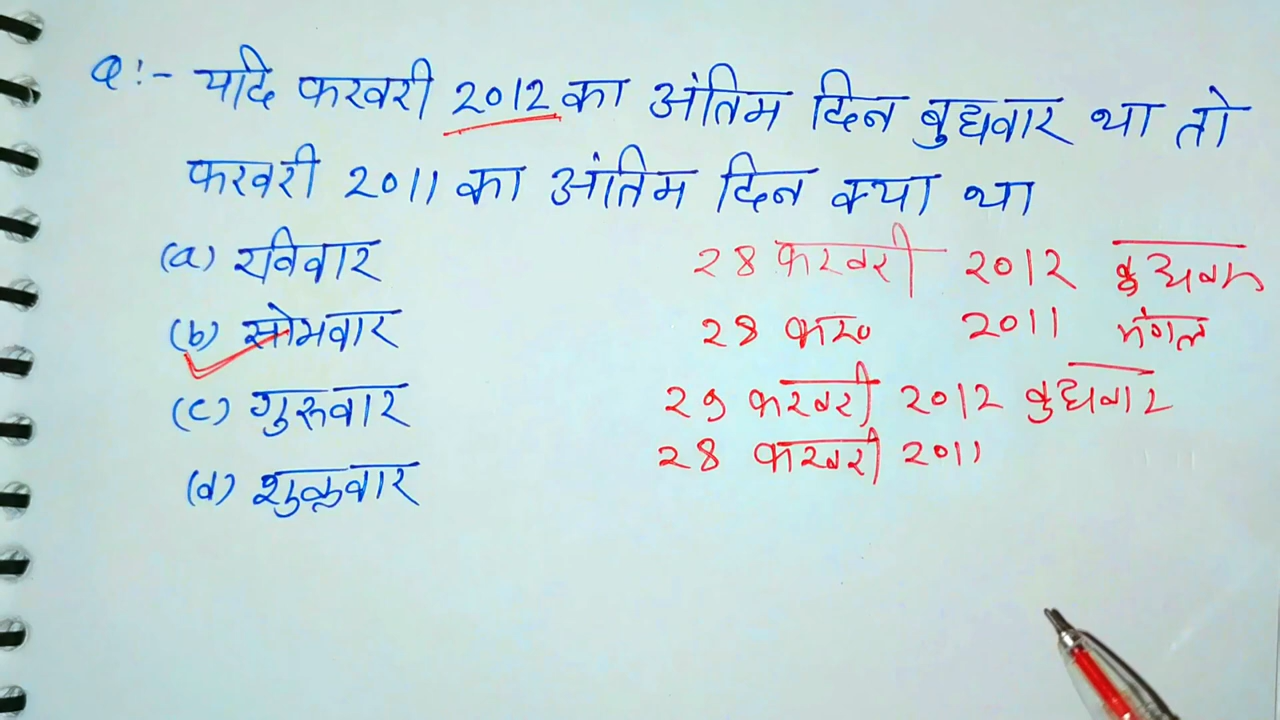 Q:- यदि फरवरी 2012 का अंतिम दिन बुधवार था तो
फरवरी 2011 का अंतिम दिन क्या था
(a) रविवार
(b) सोमवार
(c) गुरुवार
(d) शुक्रवार
28 फरवरी 2012 बुधवार
28 फर० 2011 मंगल
29 फरवरी 2012 बुधवार
28 फरवरी 2011